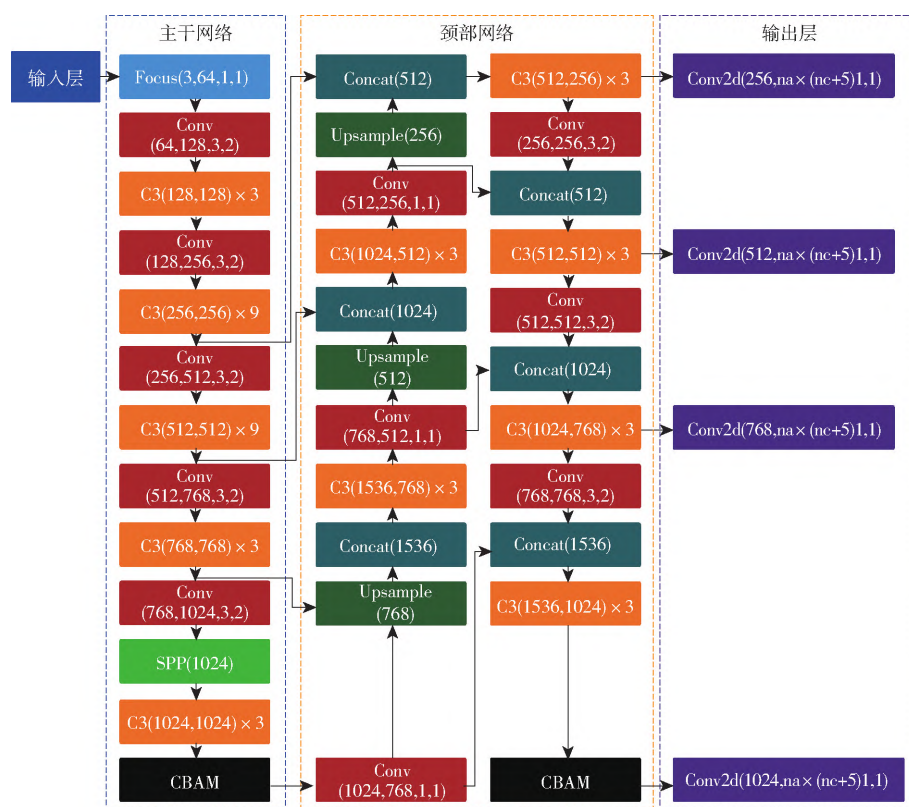 主干网络
颈部网络
输出层
输入层
Focus(3,64,1,1)
Conv
(64,128,3,2)
C3(128,128)×3
Conv
(128,256,3,2)
C3(256,256)×9
Conv
(256,512,3,2)
C3(512,512)×9
Conv
(512,768,3,2)
C3(768,768)×3
Conv
(768,1024,3,2)
SPP(1024)
C3(1024,1024)×3
CBAM
Concat(512)
Upsample(256)
Conv
(512,256,1,1)
C3(1024,512)×3
Concat(1024)
Upsample
(512)
Conv
(768,512,1,1)
C3(1536,768)×3
Concat(1536)
Upsample
(768)
Conv
(1024,768,1,1)
C3(512,256)×3
Conv
(256,256,3,2)
Concat(512)
C3(512,512)×3
Conv
(512,512,3,2)
Concat(1024)
C3(1024,768)×3
Conv
(768,768,3,2)
Concat(1536)
C3(1536,1024)×3
CBAM
Conv2d(256,na×(nc+5)1,1)
Conv2d(512,na×(nc+5)1,1)
Conv2d(768,na×(nc+5)1,1)
Conv2d(1024,na×(nc+5)1,1)